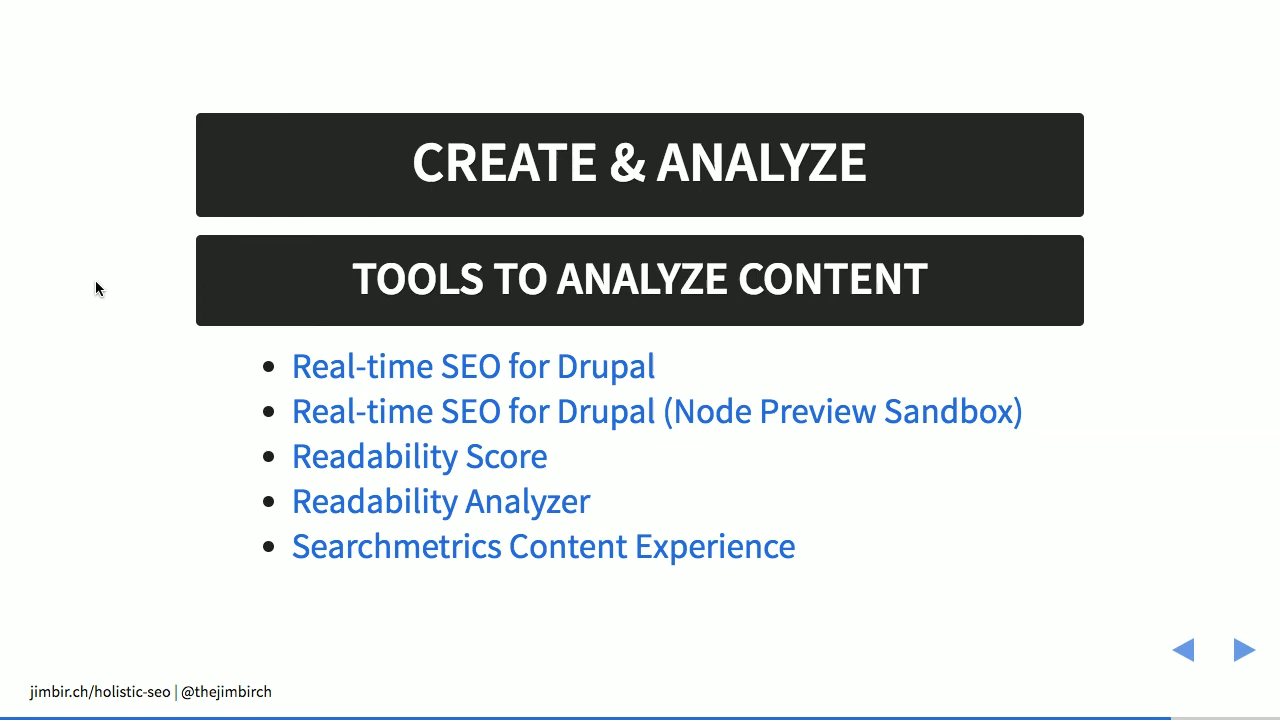 CREATE & ANALYZE
TOOLS TO ANALYZE CONTENT
Real-time SEO for Drupal
Real-time SEO for Drupal (Node Preview Sandbox)
Readability Score
Readability Analyzer
Searchmetrics Content Experience
jimbir.ch/holistic-seo | @thejimbirch